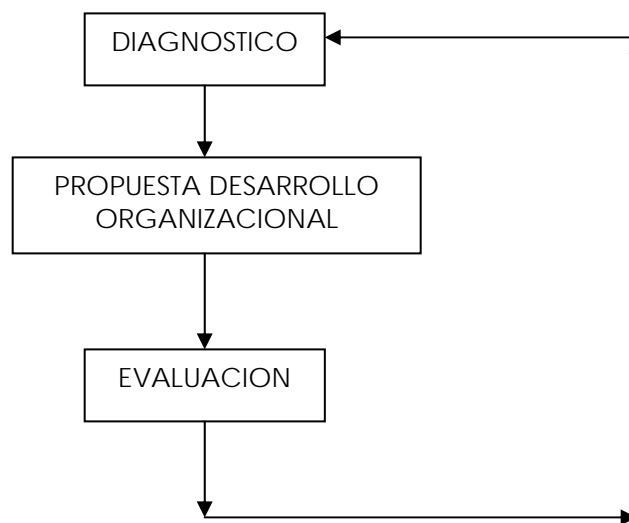 DIAGNOSTICO
PROPUESTA DESARROLLO
ORGANIZACIONAL
EVALUACION